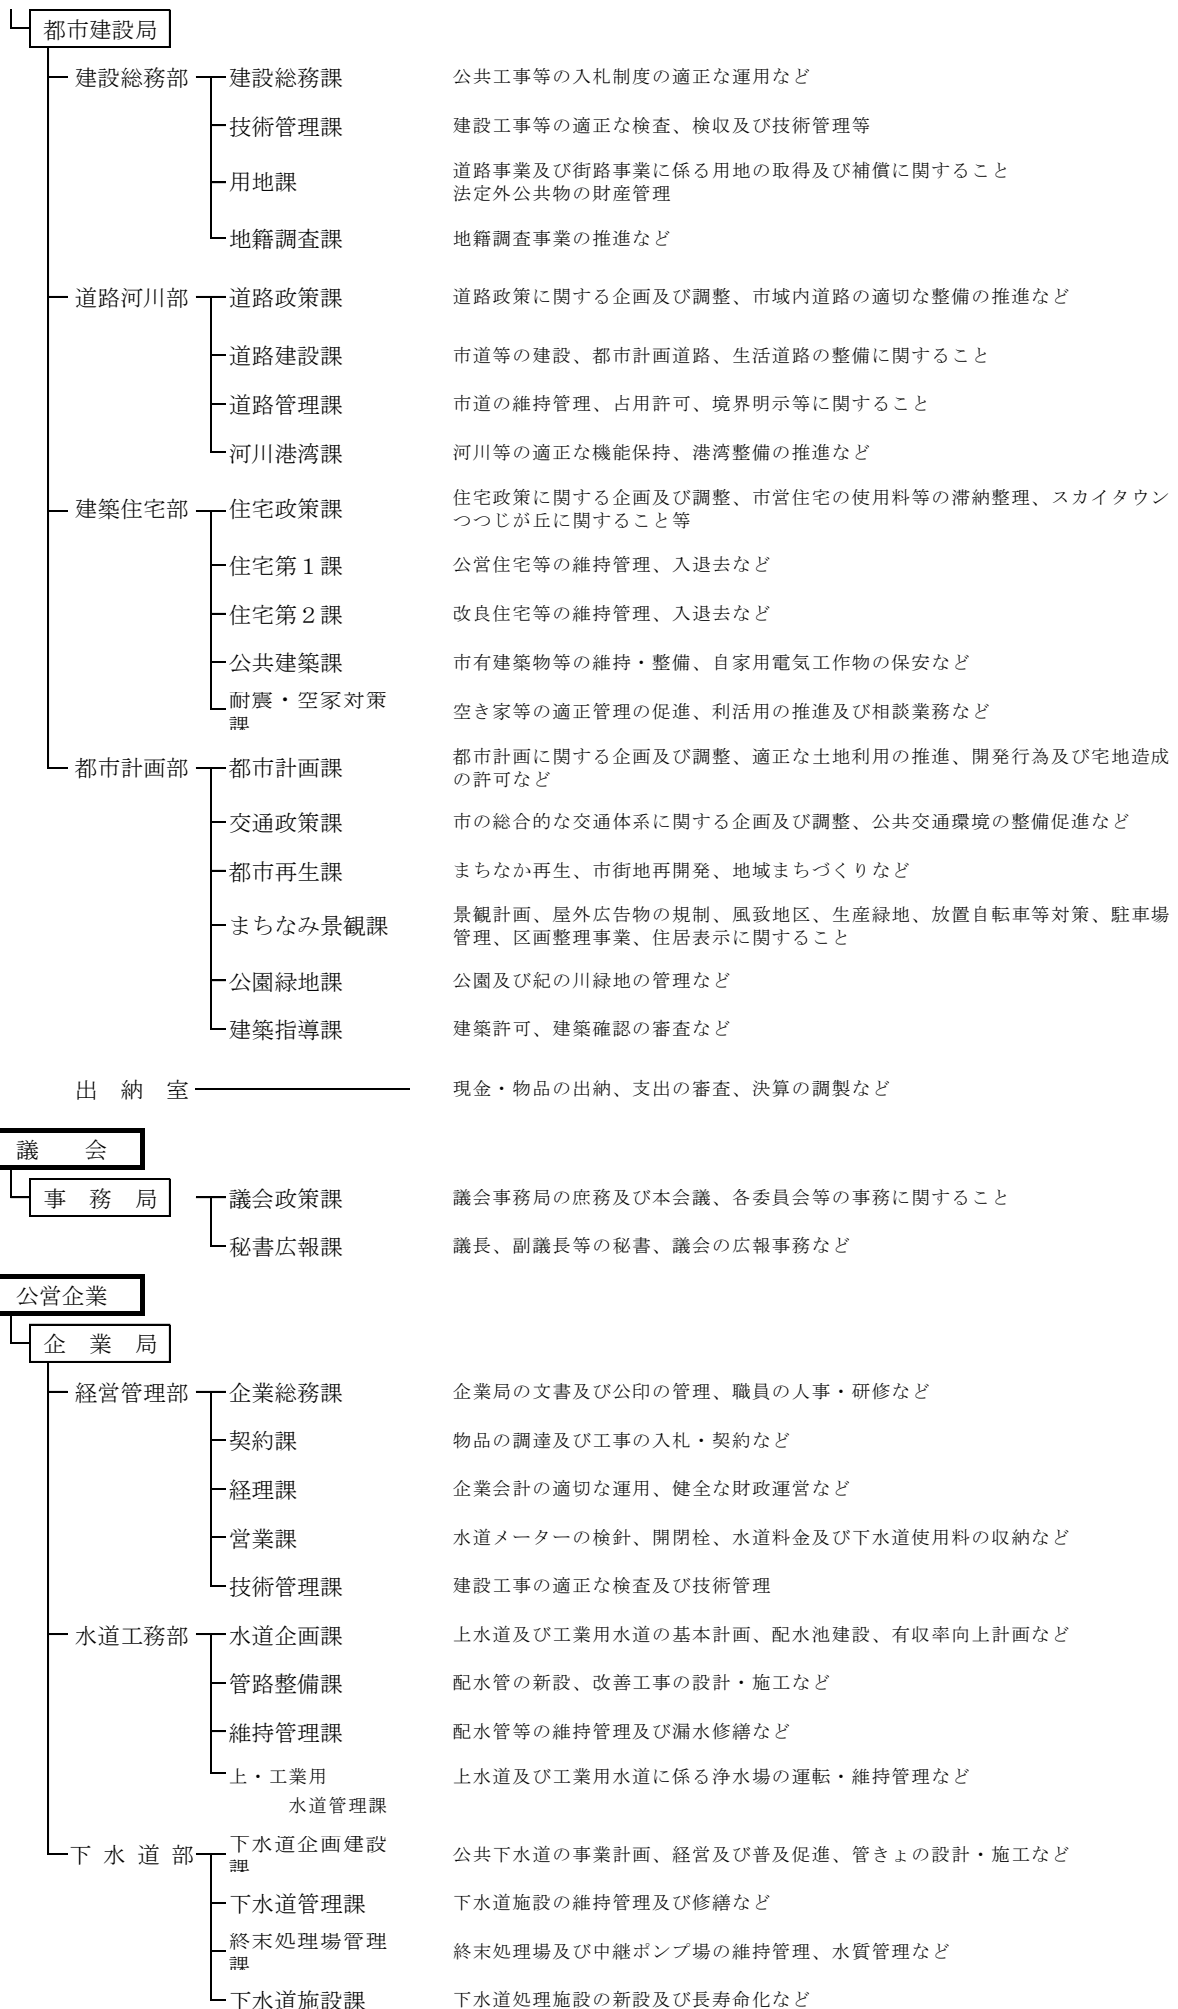 都市建設局
建設総務部 建設総務課 公共工事等の入札制度の適正な運用など
技術管理課 建設工事等の適正な検査、検収及び技術管理等
用地課 道路事業及び街路事業に係る用地の取得及び補償に関すること
法定外公共物の財産管理
地籍調査課 地籍調査事業の推進など
道路河川部 道路政策課 道路政策に関する企画及び調整、市域内道路の適切な整備の推進など
道路建設課 市道等の建設、都市計画道路、生活道路の整備に関すること
道路管理課 市道の維持管理、占用許可、境界明示等に関すること
河川港湾課 河川等の適正な機能保持、港湾整備の推進など
建築住宅部 住宅政策課 住宅政策に関する企画及び調整、市営住宅の使用料等の滞納整理、スカイタウン
つつじが丘に関すること等
住宅第１課 公営住宅等の維持管理、入退去など
住宅第２課 改良住宅等の維持管理、入退去など
公共建築課 市有建築物等の維持・整備、自家用電気工作物の保安など
耐震・空家対策
課 空き家等の適正管理の促進、利活用の推進及び相談業務など
都市計画部 都市計画課 都市計画に関する企画及び調整、適正な土地利用の推進、開発行為及び宅地造成
の許可など
交通政策課 市の総合的な交通体系に関する企画及び調整、公共交通環境の整備促進など
都市再生課 まちなか再生、市街地再開発、地域まちづくりなど
まちなみ景観課 景観計画、屋外広告物の規制、風致地区、生産緑地、放置自転車等対策、駐車場
管理、区画整理事業、住居表示に関すること
公園緑地課 公園及び紀の川緑地の管理など
建築指導課 建築許可、建築確認の審査など
出　納　室 現金・物品の出納、支出の審査、決算の調製など
議　　会
事　務　局 議会政策課 議会事務局の庶務及び本会議、各委員会等の事務に関すること
秘書広報課 議長、副議長等の秘書、議会の広報事務など
公営企業
企　業　局
経営管理部 企業総務課 企業局の文書及び公印の管理、職員の人事・研修など
契約課 物品の調達及び工事の入札・契約など
経理課 企業会計の適切な運用、健全な財政運営など
営業課 水道メーターの検針、開閉栓、水道料金及び下水道使用料の収納など
技術管理課 建設工事の適正な検査及び技術管理
水道工務部 水道企画課 上水道及び工業用水道の基本計画、配水池建設、有収率向上計画など
管路整備課 配水管の新設、改善工事の設計・施工など
維持管理課 配水管等の維持管理及び漏水修繕など
上・工業用 上水道及び工業用水道に係る浄水場の運転・維持管理など
水道管理課
下 水 道 部 下水道企画建設
課 公共下水道の事業計画、経営及び普及促進、管きょの設計・施工など
下水道管理課 下水道施設の維持管理及び修繕など
終末処理場管理
課 終末処理場及び中継ポンプ場の維持管理、水質管理など
下水道施設課 下水道処理施設の新設及び長寿命化など